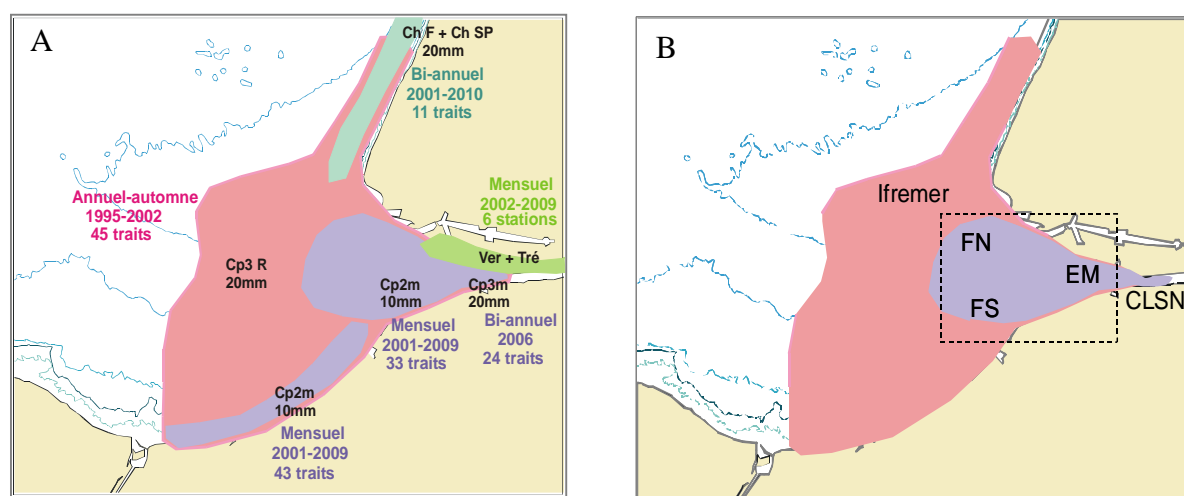 A
Ch F + Ch SP
20mm
Bi-annuel
2001-2010
11 traits
Annuel-automne
1995-2002
45 traits
Mensuel
2002-2009
6 stations
Ver + Tré
Cp3 R
20mm
Cp2m
10mm
Cp3m
20mm
Mensuel
2001-2009
33 traits
Bi-annuel
2006
24 traits
Cp2m
10mm
Mensuel
2001-2009
43 traits
B
Ifremer
FN
EM
FS
CLSN